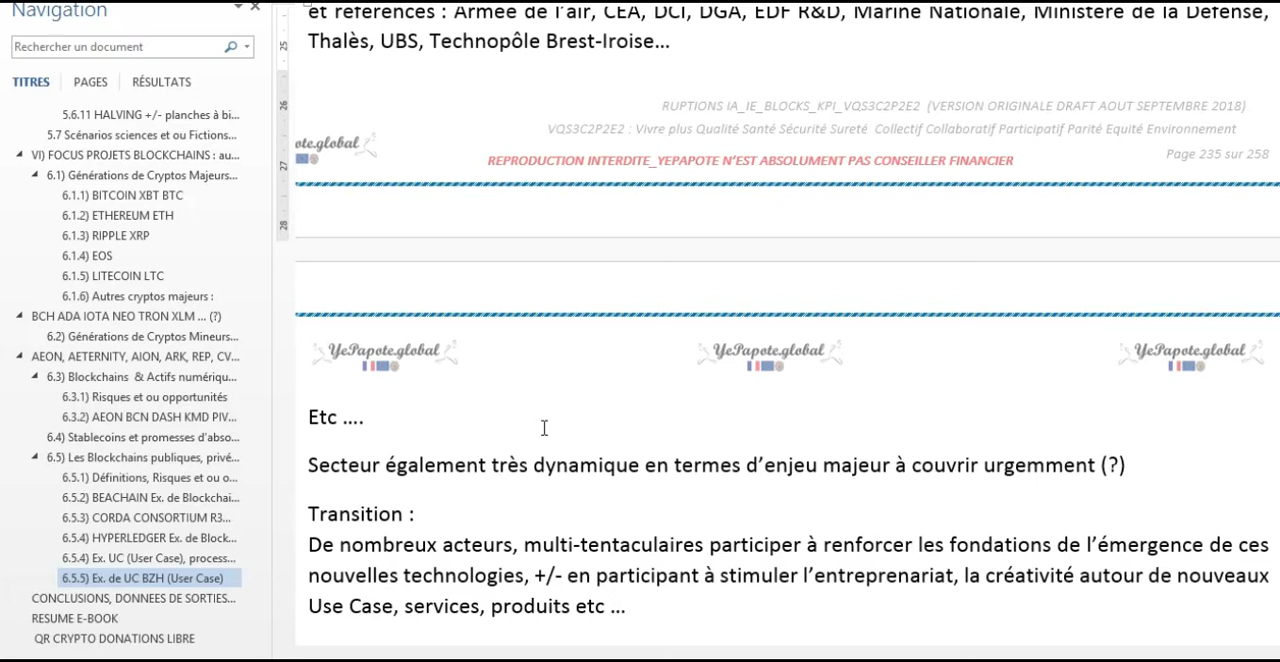 Navigation
Rechercher un document
TITRES PAGES RÉSULTATS
5.6.11 HALVING +/- planches à bi...
5.7 Scénarios sciences et ou Fictions...
VI) FOCUS PROJETS BLOCKCHAINS : au...
6.1) Générations de Cryptos Majeurs...
6.1.1) BITCOIN XBT BTC
6.1.2) ETHEREUM ETH
6.1.3) RIPPLE XRP
6.1.4) EOS
6.1.5) LITECOIN LTC
6.1.6) Autres cryptos majeurs :
BCH ADA IOTA NEO TRON XLM ... (?)
6.2) Générations de Cryptos Mineurs...
AEON, AETERNITY, AION, ARK, REP, CV...
6.3) Blockchains & Actifs numériqu...
6.3.1) Risques et ou opportunités
6.3.2) AEON BCN DASH KMD PIV...
6.4) Stablecoins et promesses d'abso...
6.5) Les Blockchains publiques, privé...
6.5.1) Définitions, Risques et ou o...
6.5.2) BEACHAIN Ex. de Blockchai...
6.5.3) CORDA CONSORTIUM R3...
6.5.4) HYPERLEDGER Ex. de Block...
6.5.4) Ex. UC (User Case), process...
6.5.5) Ex. de UC BZH (User Case)
CONCLUSIONS, DONNEES DE SORTIES...
RESUME E-BOOK
QR CRYPTO DONATIONS LIBRE
25
26
27
28
et références : Armée de l'air, CEA, DCI, DGA, EDF R&D, Marine Nationale, Ministère de la Défense,
Thalès, UBS, Technopôle Brest-Iroise...
RUPTIONS IA_IE_BLOCKS_KPI_VQS3C2P2E2 (VERSION ORIGINALE DRAFT AOUT SEPTEMBRE 2018)
VQS3C2P2E2 : Vivre plus Qualité Santé Sécurité Sureté Collectif Collaboratif Participatif Parité Equité Environnement
ote.global
Page 235 sur 258
REPRODUCTION INTERDITE_YEPAPOTE N'EST ABSOLUMENT PAS CONSEILLER FINANCIER
YePapote.global YePapote.global YePapote.global
Etc ....
Secteur également très dynamique en termes d'enjeu majeur à couvrir urgemment (?)
Transition :
De nombreux acteurs, multi-tentaculaires participer à renforcer les fondations de l'émergence de ces
nouvelles technologies, +/- en participant à stimuler l'entreprenariat, la créativité autour de nouveaux
Use Case, services, produits etc ...